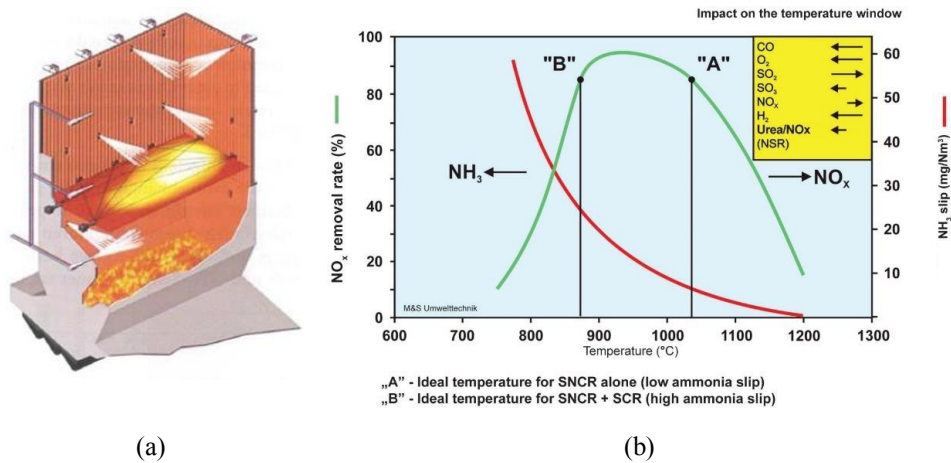 Impact on the temperature window
CO
O₂
SO₂
SO₃
NOₓ
H₂
Urea/NOx
(NSR)
"B"
"A"
NH₃
NOₓ
NOₓ removal rate (%)
100
80
60
40
20
10
0
NH₃ slip (mg/Nm³)
60
50
40
30
20
10
M&S Umwelttechnik
600
700
800
900
1000
1100
1200
1300
Temperature (°C)
„A" - Ideal temperature for SNCR alone (low ammonia slip)
„B" - Ideal temperature for SNCR + SCR (high ammonia slip)
(a)
(b)